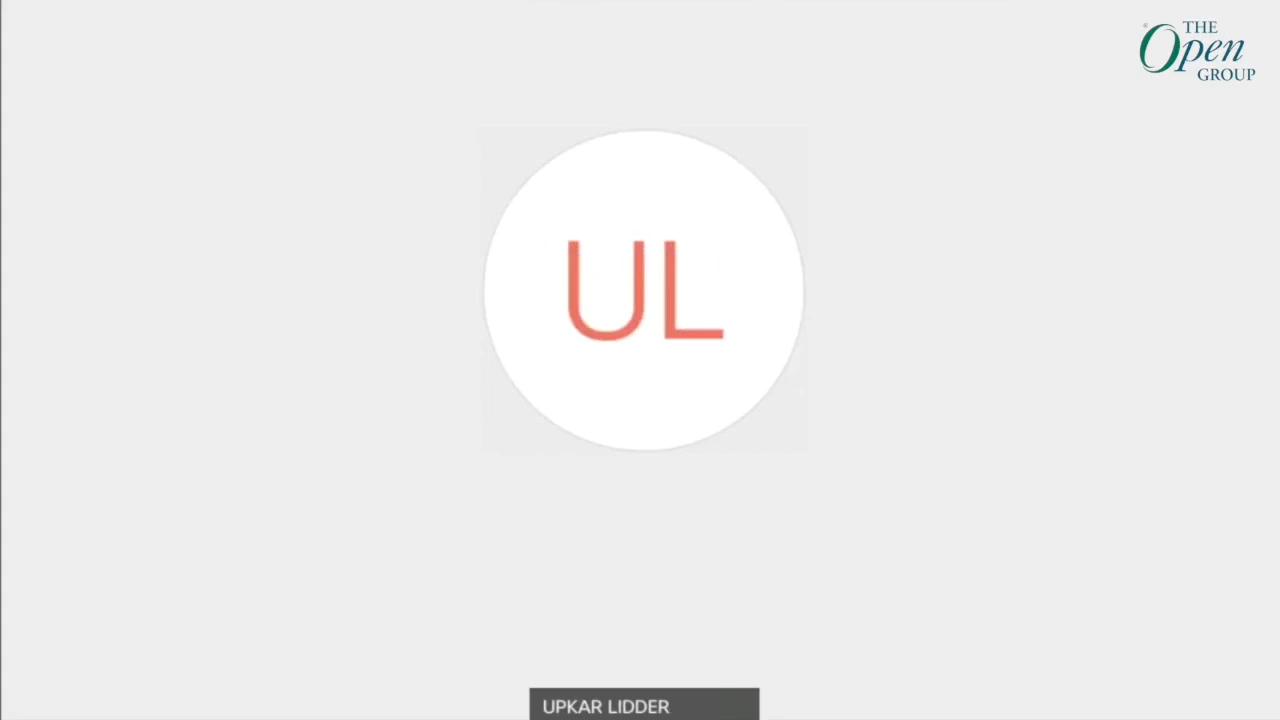 ® THE
Open
GROUP
UL
UPKAR LIDDER